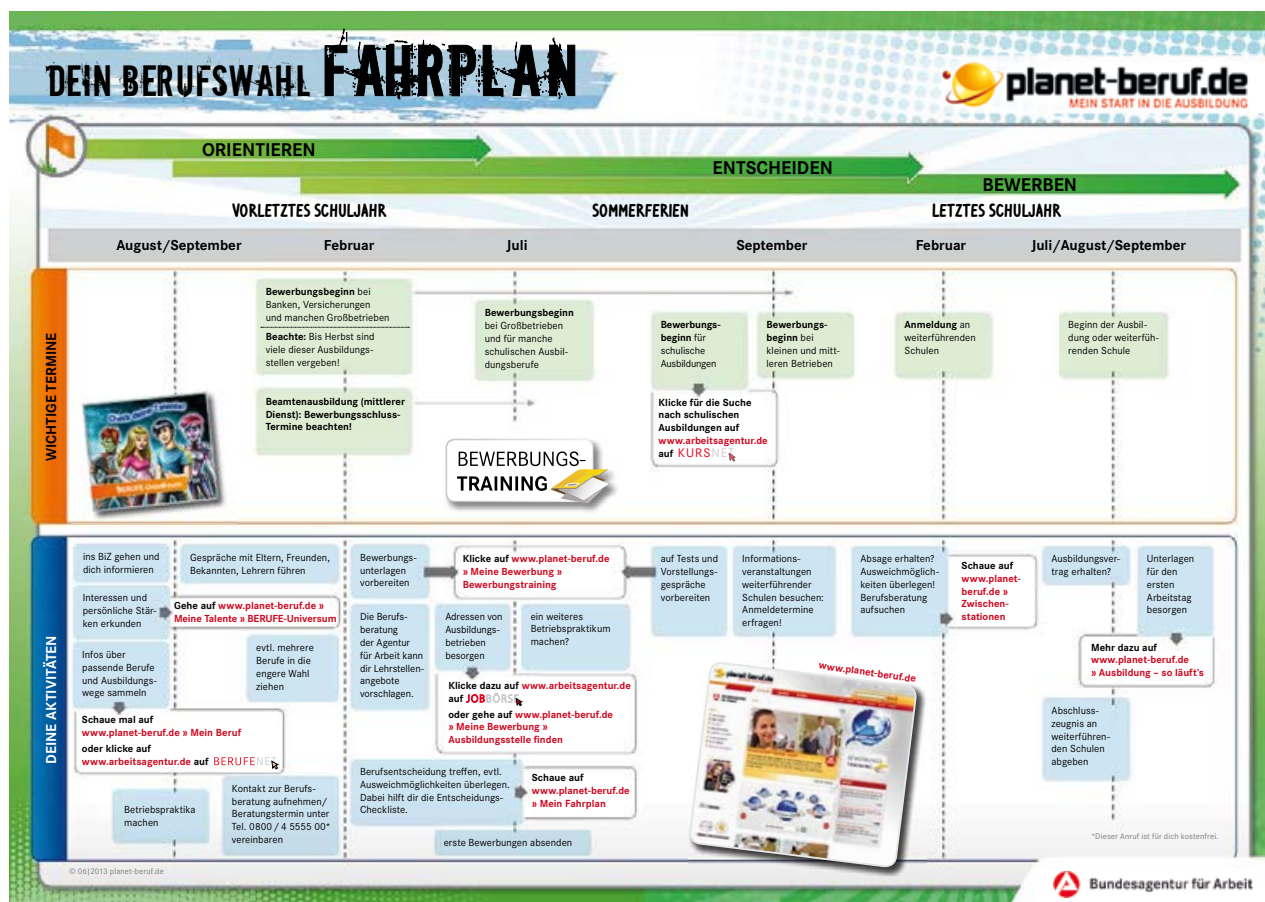 DEIN BERUFSWAHL FAHRPLAN
planet-beruf.de
MEIN START IN DIE AUSBILDUNG
ORIENTIEREN
ENTSCHEIDEN
BEWERBEN
VORLETZTES SCHULJAHR
SOMMERFERIEN
LETZTES SCHULJAHR
August/September
Februar
Juli
September
Februar
Juli/August/September
WICHTIGE TERMINE
Bewerbungsbeginn bei
Banken, Versicherungen
und manchen Großbetrieben
Beachte: Bis Herbst sind
viele dieser Ausbildungs-
stellen vergeben!
Beamtenausbildung (mittlerer
Dienst): Bewerbungsschluss-
Termine beachten!
Bewerbungsbeginn
bei Großbetrieben
und für manche
schulischen Ausbil-
dungsberufe
Bewerbungs-
beginn für
schulische
Ausbildungen
Klicke für die Suche
nach schulischen
Ausbildungen auf
www.arbeitsagentur.de
auf KURSNET
Bewerbungs-
beginn bei
kleinen und mitt-
leren Betrieben
Anmeldung an
weiterführenden
Schulen
Beginn der Ausbil-
dung oder weiterfüh-
renden Schule
Check deine Talente!
BERUFE-Universum
BEWERBUNGS-
TRAINING
DEINE AKTIVITÄTEN
ins BiZ gehen und
dich informieren
Gespräche mit Eltern, Freunden,
Bekannten, Lehrern führen
Interessen und
persönliche Stär-
ken erkunden
Gehe auf www.planet-beruf.de »
Meine Talente » BERUFE-Universum
Infos über
passende Berufe
und Ausbildungs-
wege sammeln
evtl. mehrere
Berufe in die
engere Wahl
ziehen
Schaue mal auf
www.planet-beruf.de » Mein Beruf
oder klicke auf
www.arbeitsagentur.de auf BERUFENET
Betriebspraktika
machen
Kontakt zur Berufs-
beratung aufnehmen/
Beratungstermin unter
Tel. 0800 / 4 5555 00*
vereinbaren
Bewerbungs-
unterlagen
vorbereiten
Klicke auf www.planet-beruf.de
» Meine Bewerbung »
Bewerbungstraining
Die Berufs-
beratung
der Agentur
für Arbeit kann
dir Lehrstellen-
angebote
vorschlagen.
Adressen von
Ausbildungs-
betrieben
besorgen
ein weiteres
Betriebspraktikum
machen?
Klicke dazu auf www.arbeitsagentur.de
auf JOBBÖRSE
oder gehe auf www.planet-beruf.de
» Meine Bewerbung »
Ausbildungsstelle finden
Berufsentscheidung treffen, evtl.
Ausweichmöglichkeiten überlegen.
Dabei hilft dir die Entscheidungs-
Checkliste.
Schaue auf
www.planet-beruf.de
» Mein Fahrplan
erste Bewerbungen absenden
auf Tests und
Vorstellungs-
gespräche
vorbereiten
Informations-
veranstaltungen
weiterführender
Schulen besuchen:
Anmeldetermine
erfragen!
www.planet-beruf.de
planet-beruf.de
BEWERBUNGS-
TRAINING
Absage erhalten?
Ausweichmöglich-
keiten überlegen!
Berufsberatung
aufsuchen
Schaue auf
www.planet-
beruf.de »
Zwischen-
stationen
Ausbildungsver-
trag erhalten?
Unterlagen
für den
ersten
Arbeitstag
besorgen
Mehr dazu auf
www.planet-beruf.de
» Ausbildung – so läuft's
Abschluss-
zeugnis an
weiterführen-
den Schulen
abgeben
*Dieser Anruf ist für dich kostenfrei.
© 06|2013 planet-beruf.de
Bundesagentur für Arbeit